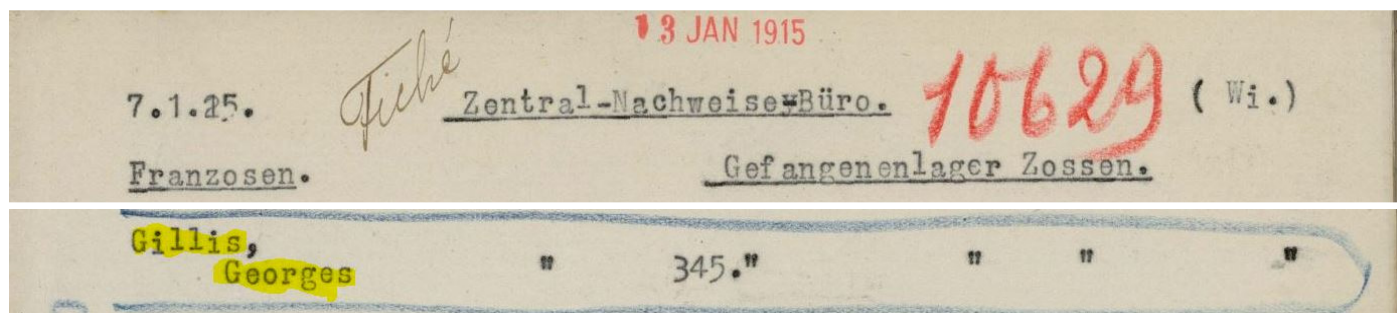 13 JAN 1915
7.1.15. Fiché Zentral-Nachweise-Büro. 10629 ( Wi.)
Franzosen. Gefangenenlager Zossen.
Gillis,
Georges " 345." " " "